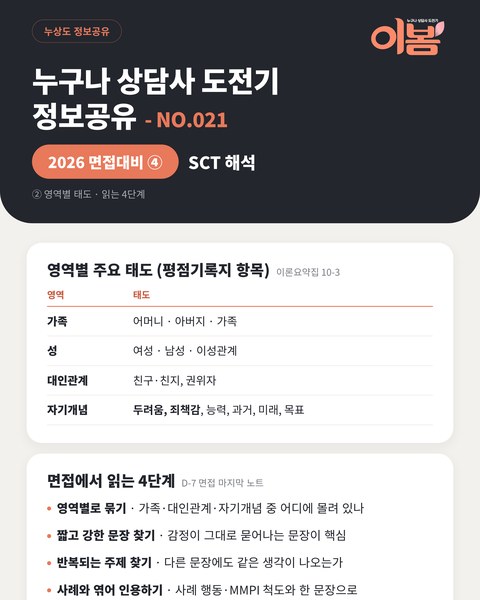 누상도 정보공유
누구나 상담사 도전기
이봄
누구나 상담사 도전기
정보공유 - NO.021
2026 면접대비 ④ SCT 해석
② 영역별 태도 · 읽는 4단계
영역별 주요 태도 (평점기록지 항목) 이론요약집 10-3
영역 태도
가족 어머니 · 아버지 · 가족
성 여성 · 남성 · 이성관계
대인관계 친구·친지, 권위자
자기개념 두려움, 죄책감, 능력, 과거, 미래, 목표
면접에서 읽는 4단계 D-7 면접 마지막 노트
• 영역별로 묶기 · 가족·대인관계·자기개념 중 어디에 몰려 있나
• 짧고 강한 문장 찾기 · 감정이 그대로 묻어나는 문장이 핵심
• 반복되는 주제 찾기 · 다른 문장에도 같은 생각이 나오는가
• 사례와 엮어 인용하기 · 사례 행동·MMPI 척도와 한 문장으로